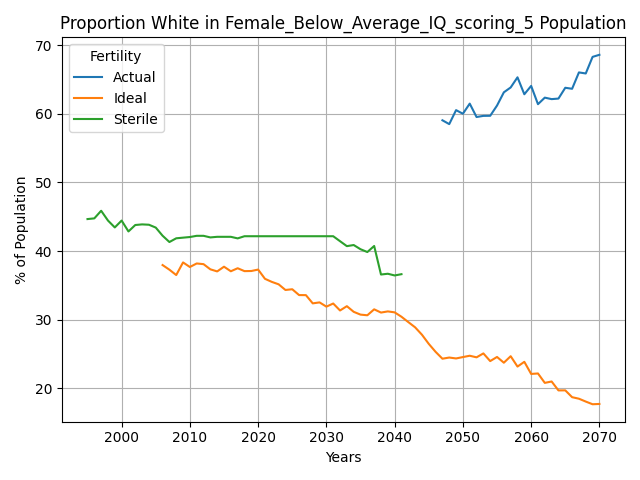 Proportion White in Female_Below_Average_IQ_scoring_5 Population
Fertility
Actual
Ideal
Sterile
% of Population
70
60
50
40
30
20
2000 2010 2020 2030 2040 2050 2060 2070
Years